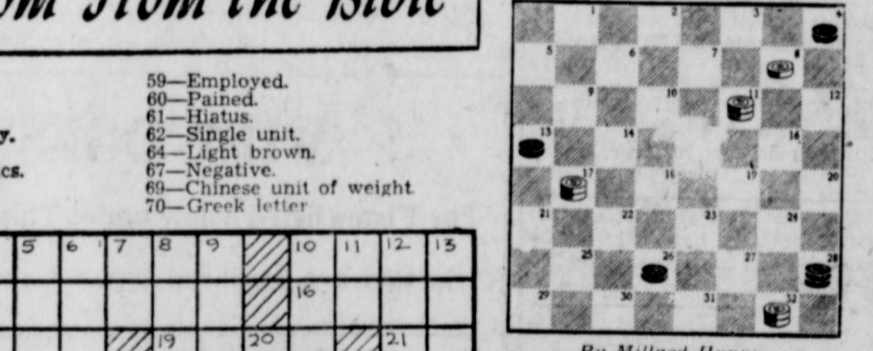 from the Bible
59—Employed.
60—Pained.
61—Hiatus.
62—Single unit.
64—Light brown.
67—Negative.
69—Chinese unit of weight
70—Greek letter
y.
cs.
5 6 7 8 9 10 11 12 13
16
19 20 21
1 2 3 4
5 6 7 8
9 10 11 12
13 14 16
17 18 19 20
21 22 23 24
25 26 27 28
29 30 31 32
By Millard